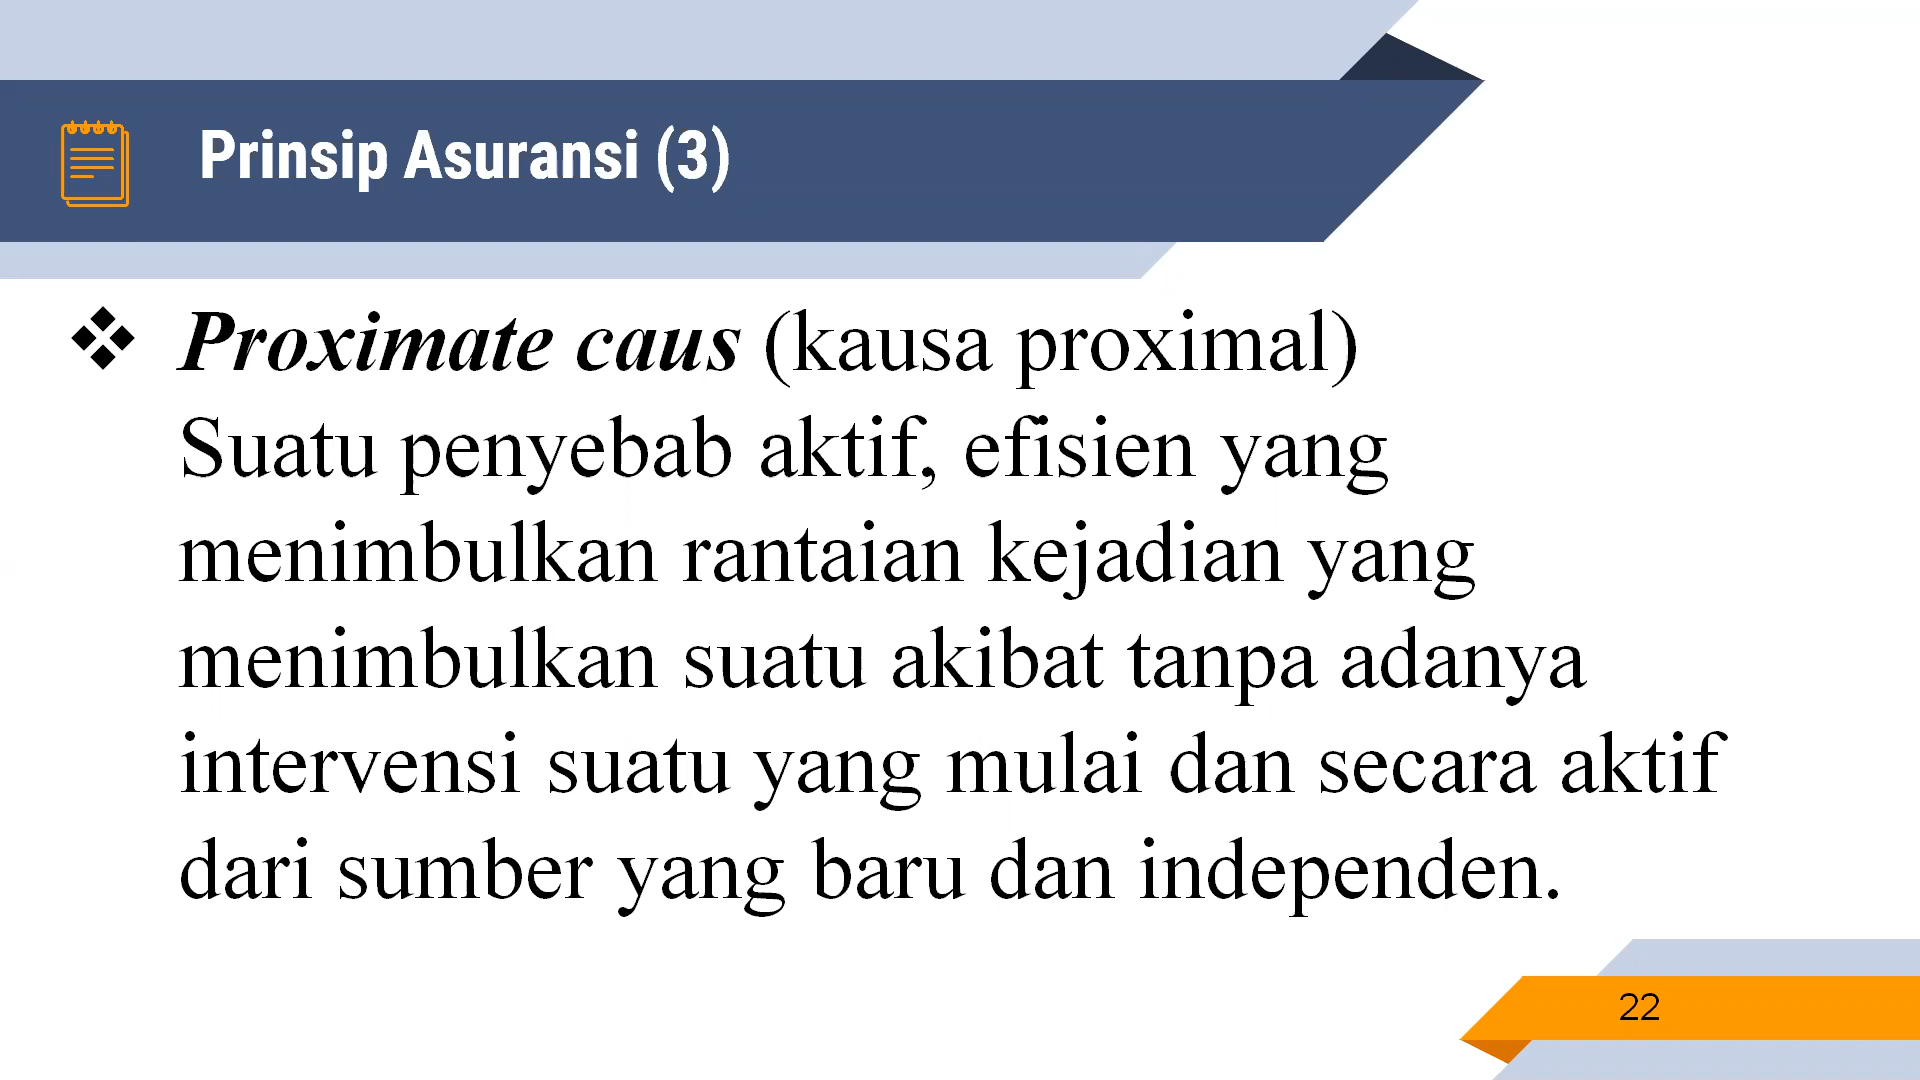 Prinsip Asuransi (3)
❖ Proximate caus (kausa proximal)
Suatu penyebab aktif, efisien yang
menimbulkan rantaian kejadian yang
menimbulkan suatu akibat tanpa adanya
intervensi suatu yang mulai dan secara aktif
dari sumber yang baru dan independen.
22